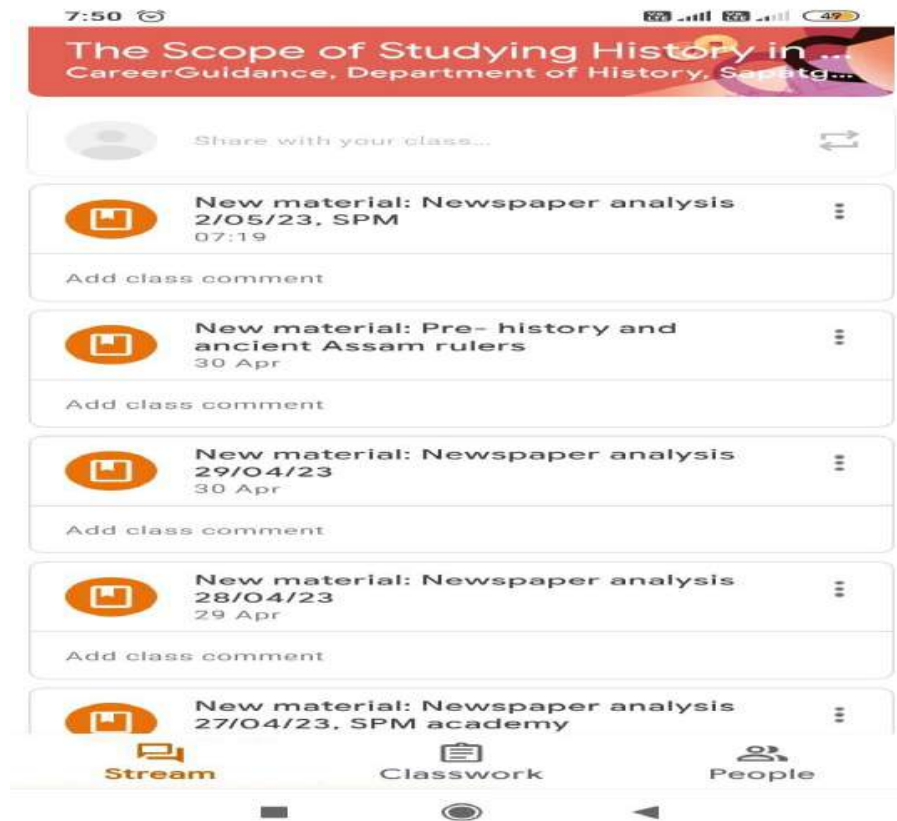 7:50
49
The Scope of Studying History in ...
CareerGuidance, Department of History, Sapatg...
Share with your class...
New material: Newspaper analysis
2/05/23, SPM
07:19
Add class comment
New material: Pre- history and
ancient Assam rulers
30 Apr
Add class comment
New material: Newspaper analysis
29/04/23
30 Apr
Add class comment
New material: Newspaper analysis
28/04/23
29 Apr
Add class comment
New material: Newspaper analysis
27/04/23, SPM academy
Stream
Classwork
People